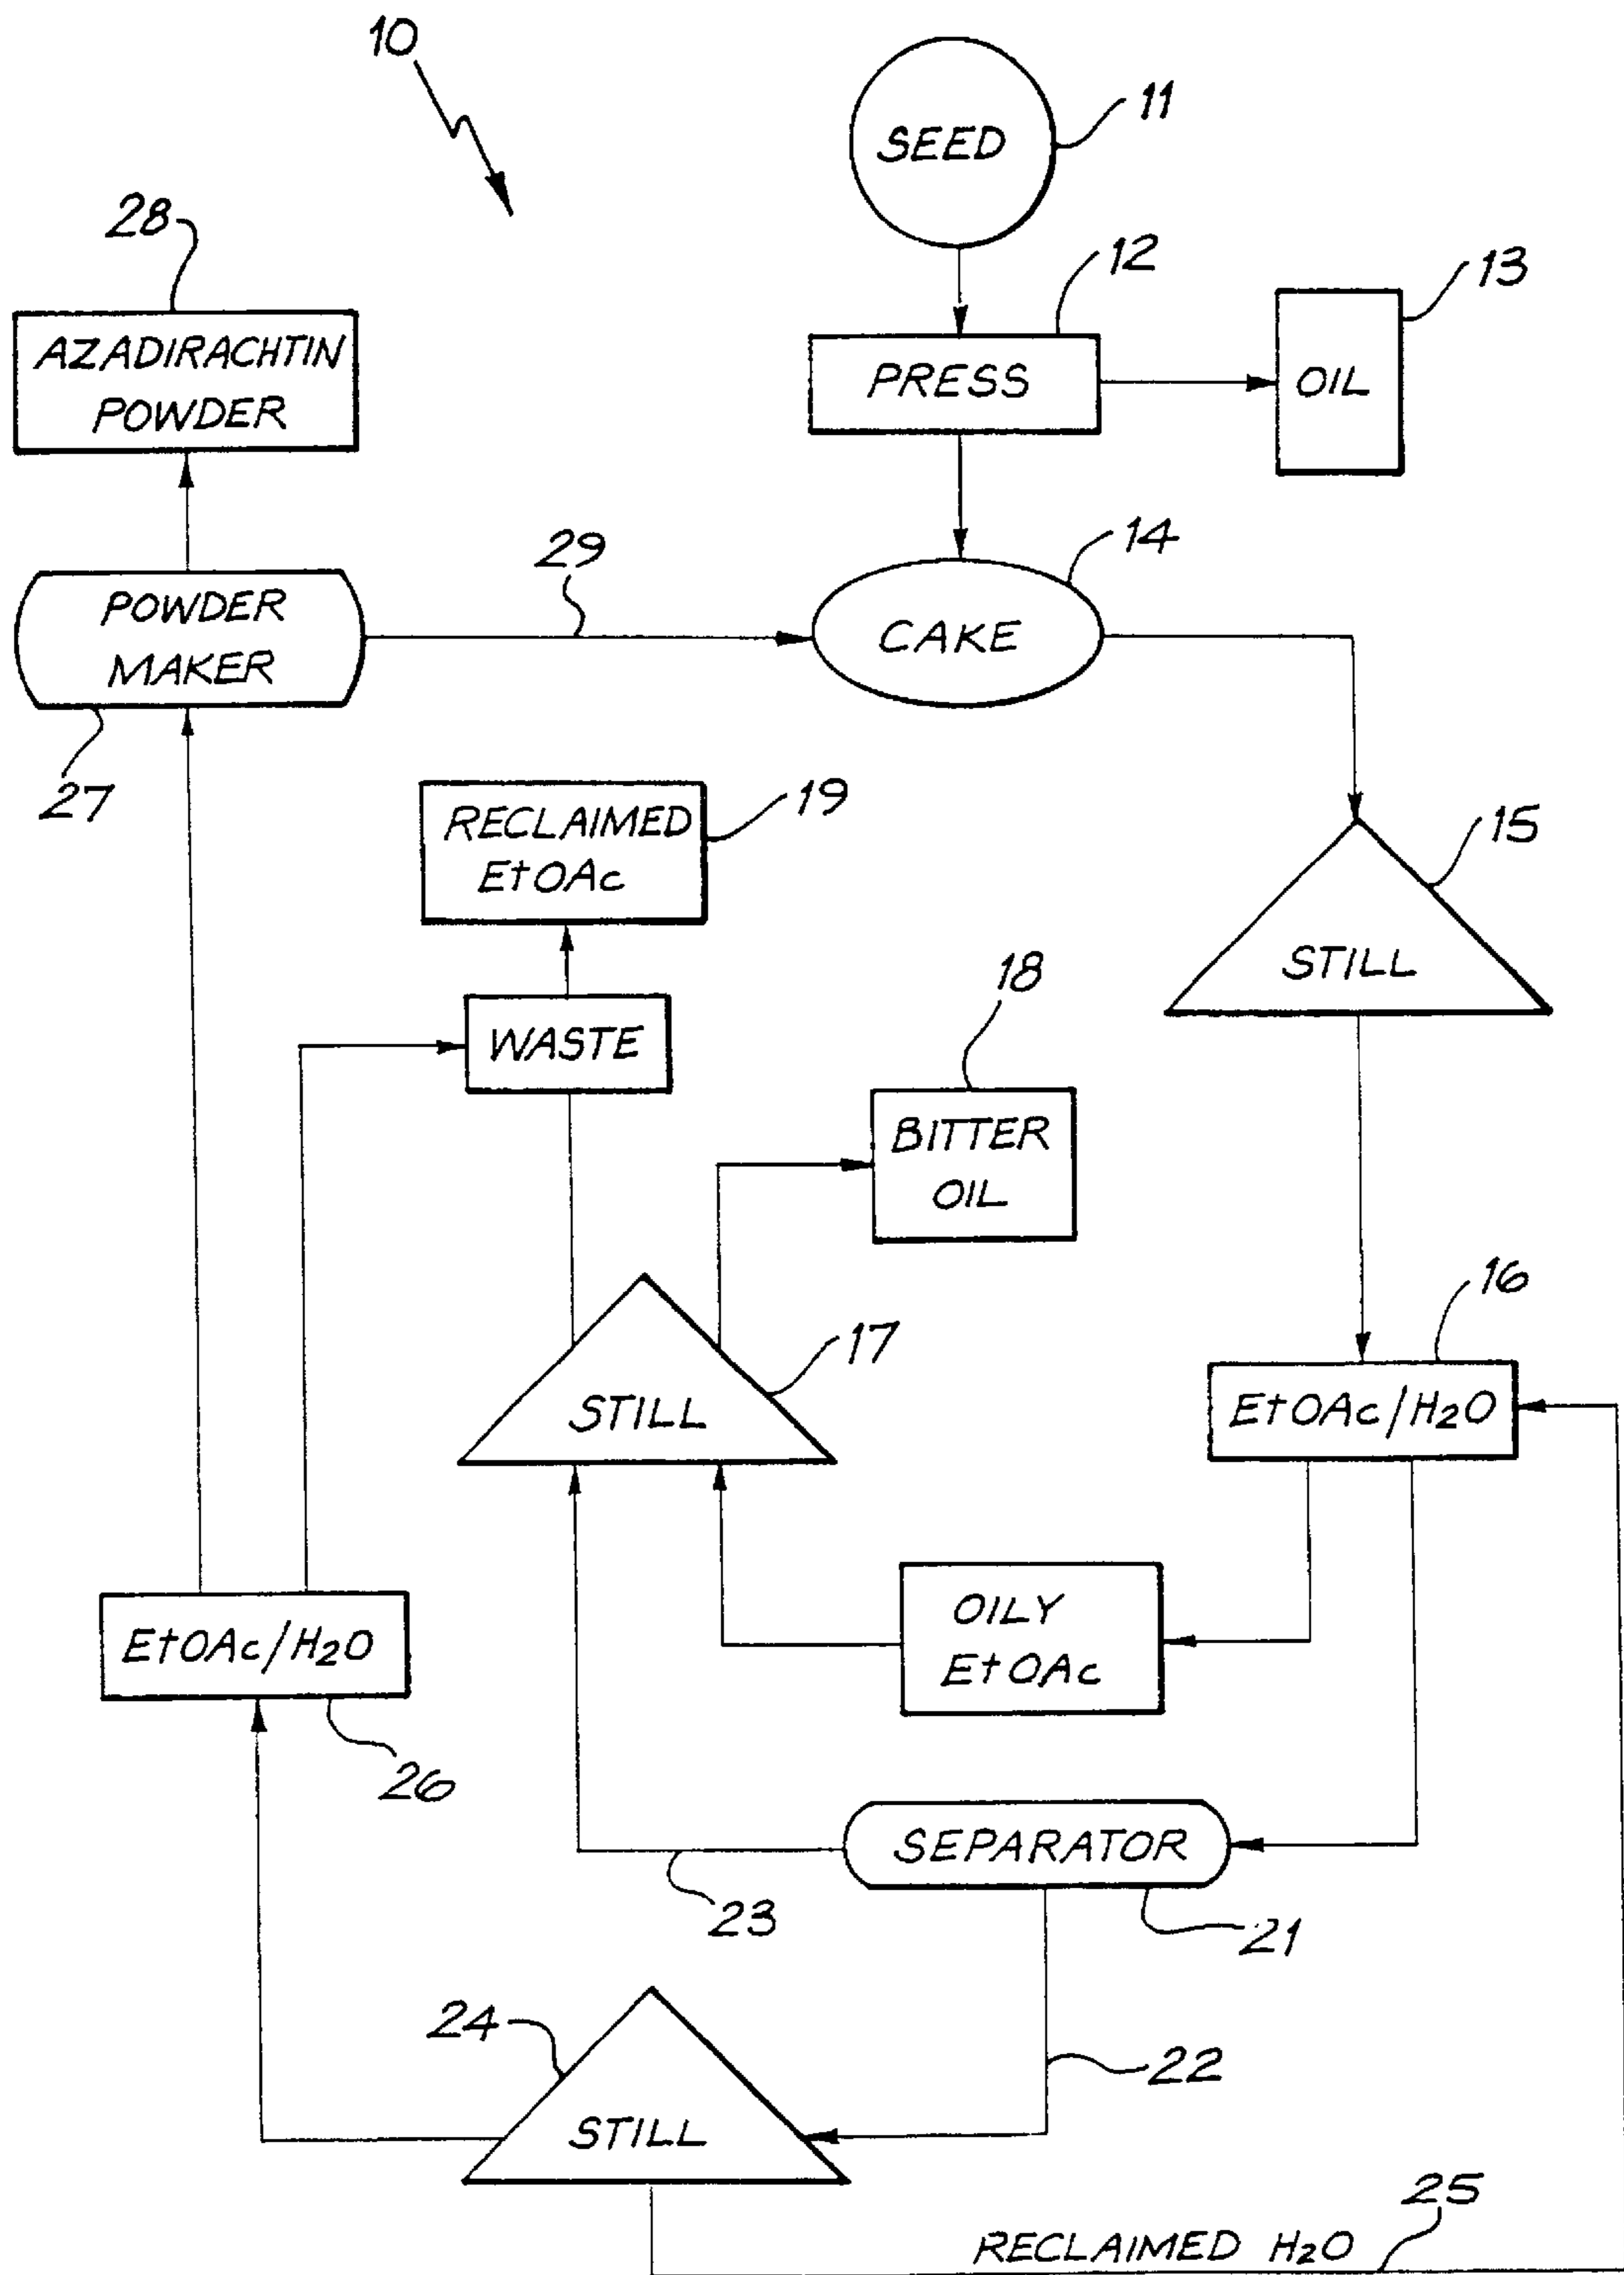 10
SEED
11
12
13
28
AZADIRACHTIN
POWDER
PRESS
OIL
29
14
POWDER
MAKER
CAKE
27
RECLAIMED
EtOAc
19
15
STILL
18
WASTE
BITTER
OIL
16
17
STILL
EtOAc/H2O
OILY
EtOAc
EtOAc/H2O
26
SEPARATOR
23
21
24
22
STILL
25
RECLAIMED H2O